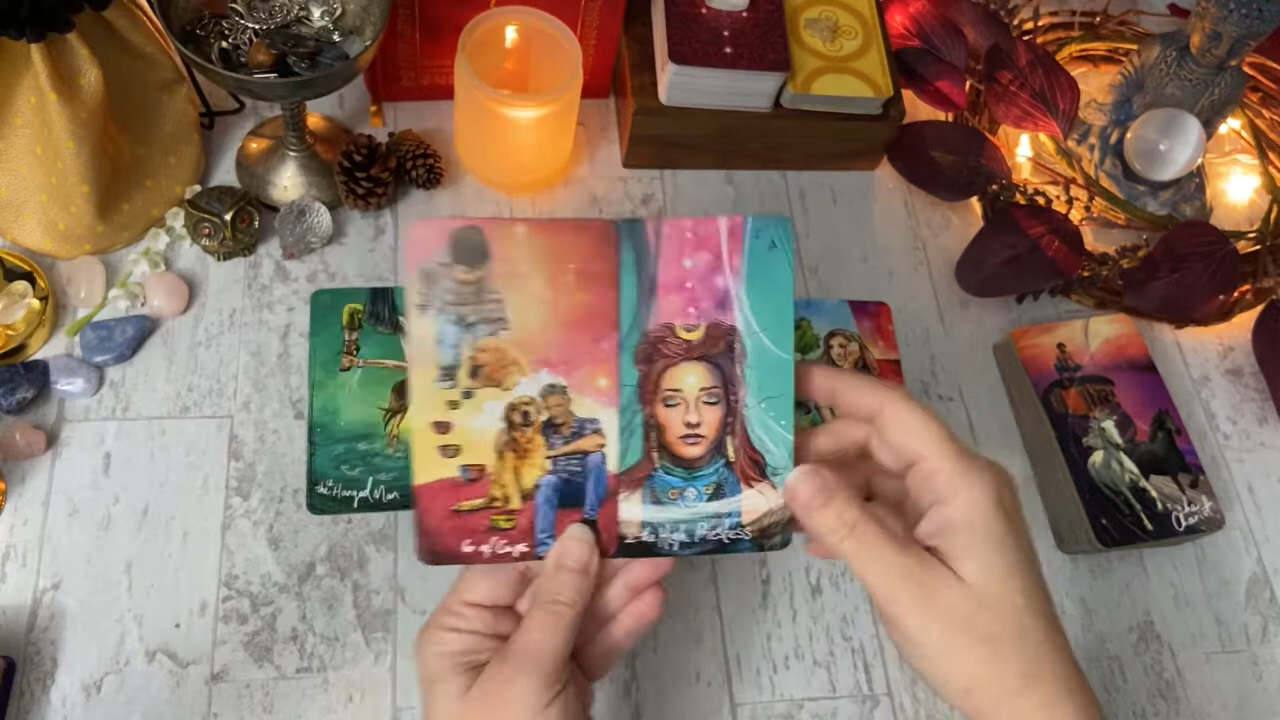 the Hanged Man
6 of Cups
The High Priestess
the Chariot